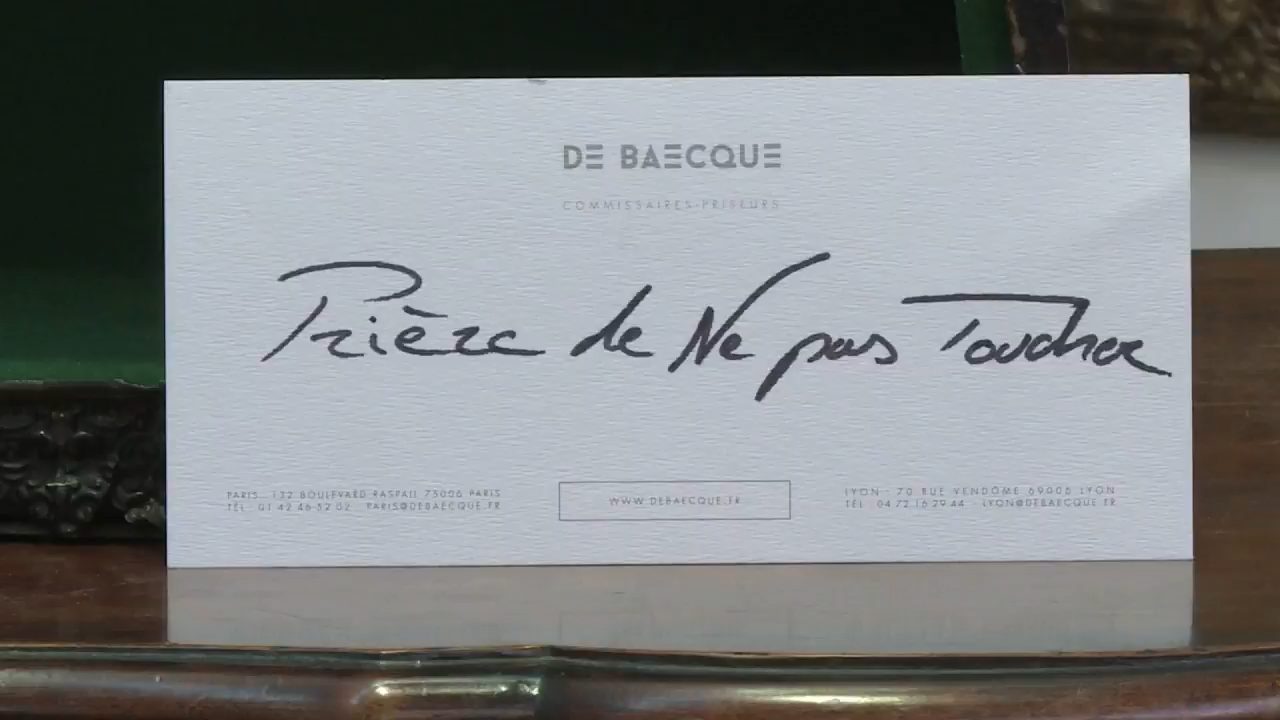 DE BAECQUE
COMMISSAIRES-PRISEURS
Prière de Ne pas Toucher
PARIS - 132 BOULEVARD RASPAIL 75006 PARIS
TÉL : 01 42 46 52 02 - PARIS@DEBAECQUE.FR
WWW.DEBAECQUE.FR
LYON - 70 RUE VENDÔME 69006 LYON
TÉL : 04 72 16 29 44 - LYON@DEBAECQUE.FR